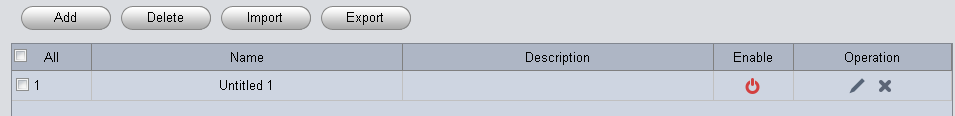 Add Delete Import Export
All Name Description Enable Operation
1 Untitled 1